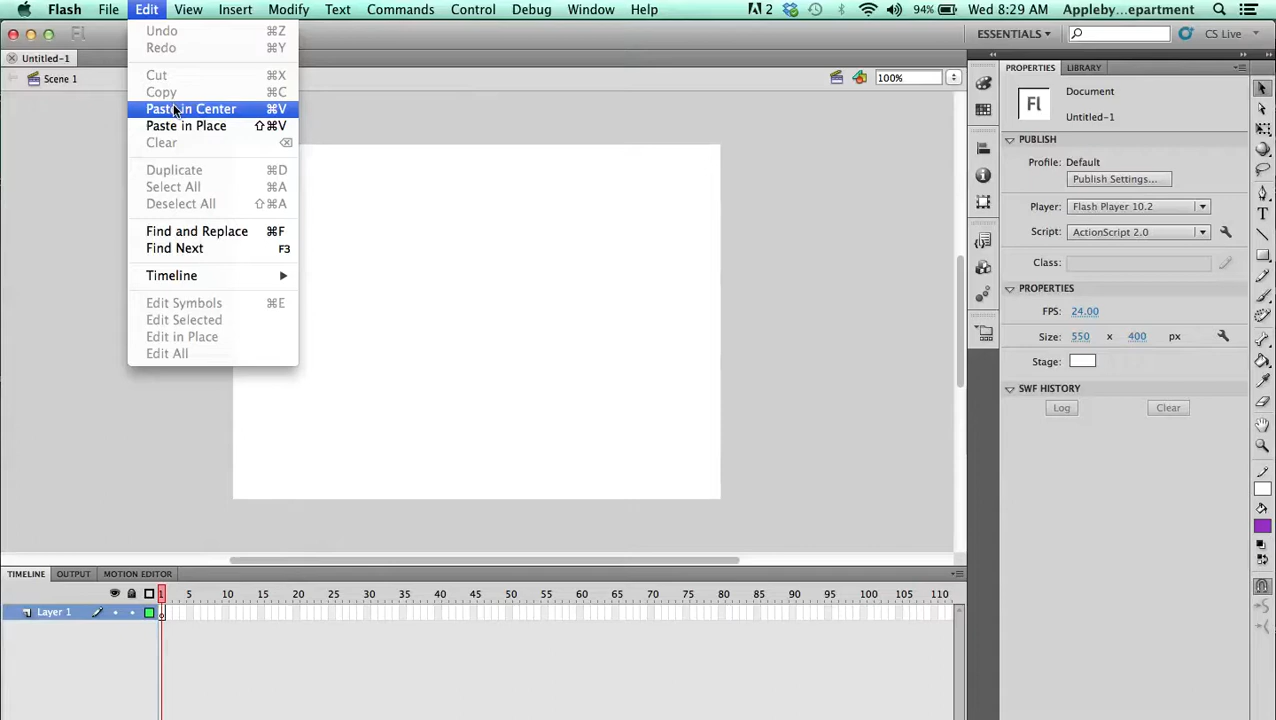 Flash File Edit View Insert Modify Text Commands Control Debug Window Help 2 94% Wed 8:29 AM Appleby...epartment
ESSENTIALS CS Live
Untitled-1
Scene 1 100%
Undo ⌘Z
Redo ⌘Y
Cut ⌘X
Copy ⌘C
Paste in Center ⌘V
Paste in Place ⇧⌘V
Clear ⌫
Duplicate ⌘D
Select All ⌘A
Deselect All ⇧⌘A
Find and Replace ⌘F
Find Next F3
Timeline
Edit Symbols ⌘E
Edit Selected
Edit in Place
Edit All
PROPERTIES LIBRARY
Fl Document
Untitled-1
PUBLISH
Profile: Default
Publish Settings...
Player: Flash Player 10.2
Script: ActionScript 2.0
Class:
PROPERTIES
FPS: 24.00
Size: 550 x 400 px
Stage:
SWF HISTORY
Log Clear
TIMELINE OUTPUT MOTION EDITOR
1 5 10 15 20 25 30 35 40 45 50 55 60 65 70 75 80 85 90 95 100 105 110
Layer 1